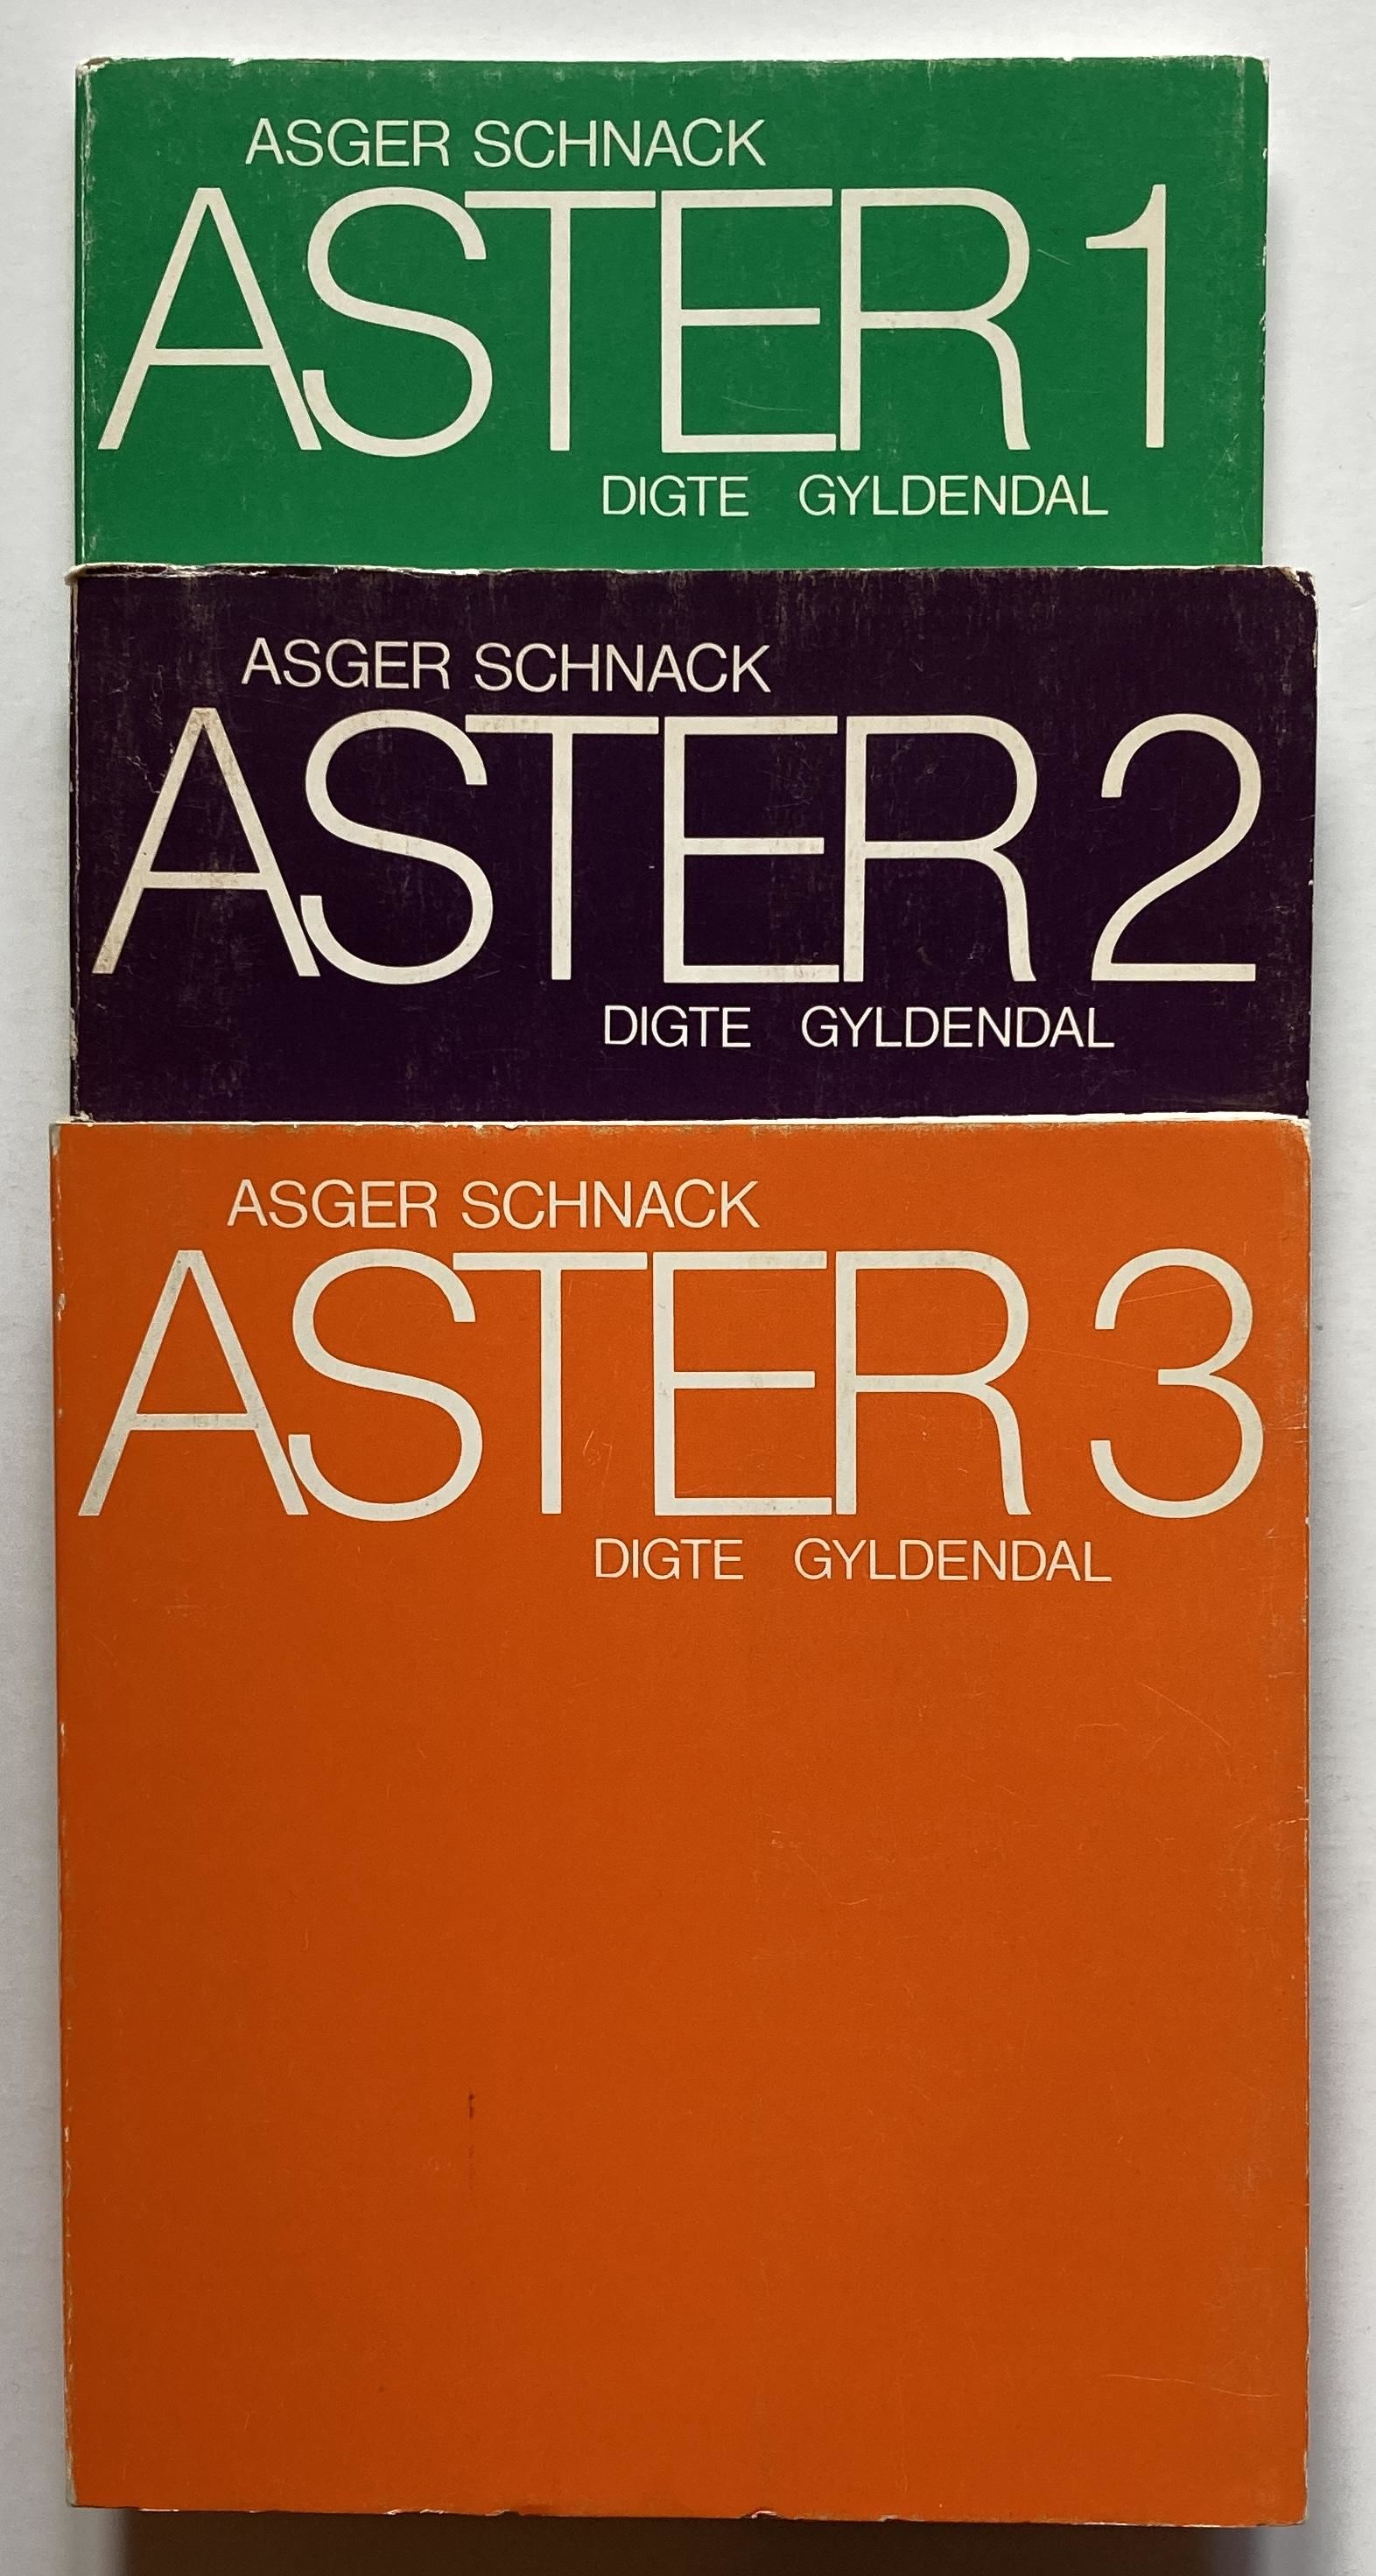 ASGER SCHNACK
ASTER 1
DIGTE GYLDENDAL
ASGER SCHNACK
ASTER 2
DIGTE GYLDENDAL
ASGER SCHNACK
ASTER 3
DIGTE GYLDENDAL